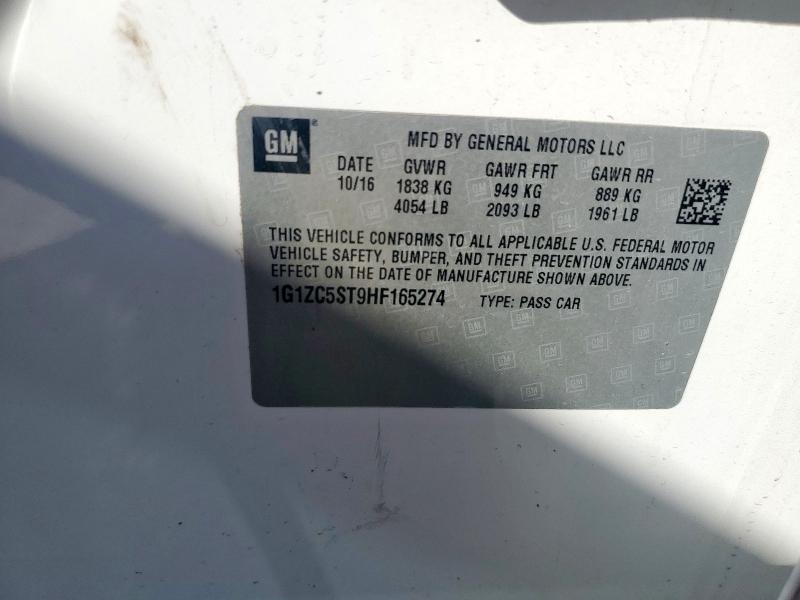 GM
MFD BY GENERAL MOTORS LLC
DATE GVWR GAWR FRT GAWR RR
10/16 1838 KG 949 KG 889 KG
4054 LB 2093 LB 1961 LB
THIS VEHICLE CONFORMS TO ALL APPLICABLE U.S. FEDERAL MOTOR
VEHICLE SAFETY, BUMPER, AND THEFT PREVENTION STANDARDS IN
EFFECT ON THE DATE OF MANUFACTURE SHOWN ABOVE.
1G1ZC5ST9HF165274 TYPE: PASS CAR